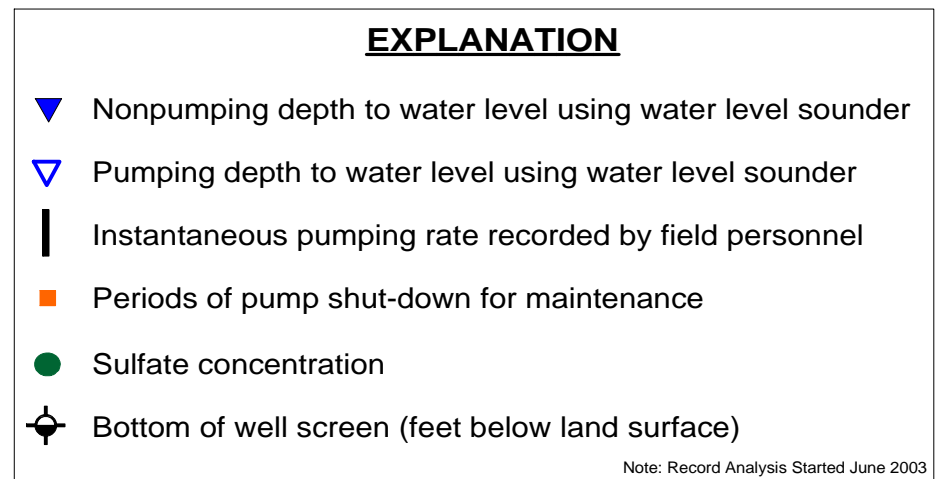 EXPLANATION
Nonpumping depth to water level using water level sounder
Pumping depth to water level using water level sounder
Instantaneous pumping rate recorded by field personnel
Periods of pump shut-down for maintenance
Sulfate concentration
Bottom of well screen (feet below land surface)
Note: Record Analysis Started June 2003